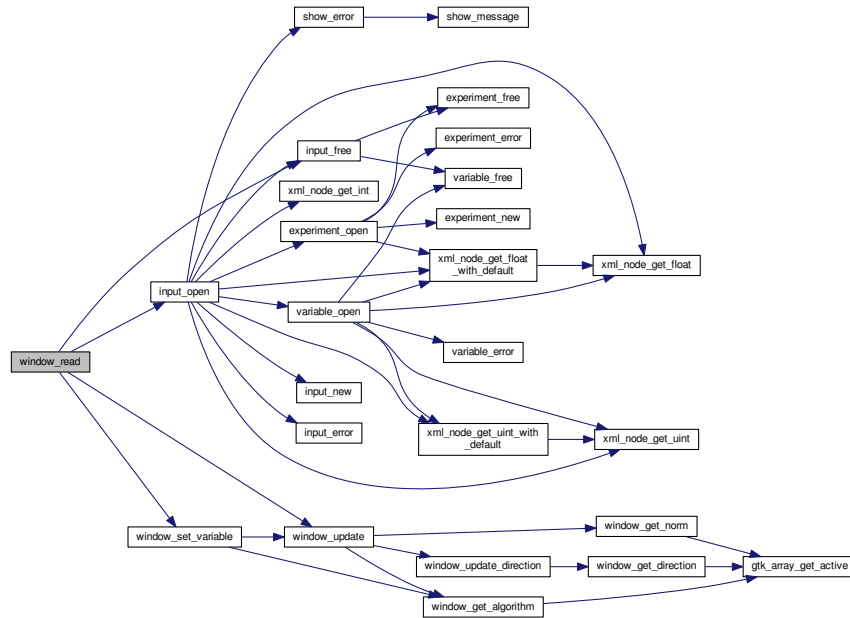 show_error
show_message
experiment_free
experiment_error
input_free
variable_free
xml_node_get_int
experiment_new
experiment_open
xml_node_get_float
_with_default
xml_node_get_float
input_open
variable_open
variable_error
window_read
input_new
input_error
xml_node_get_uint_with
_default
xml_node_get_uint
window_set_variable
window_update
window_get_norm
window_update_direction
window_get_direction
gtk_array_get_active
window_get_algorithm